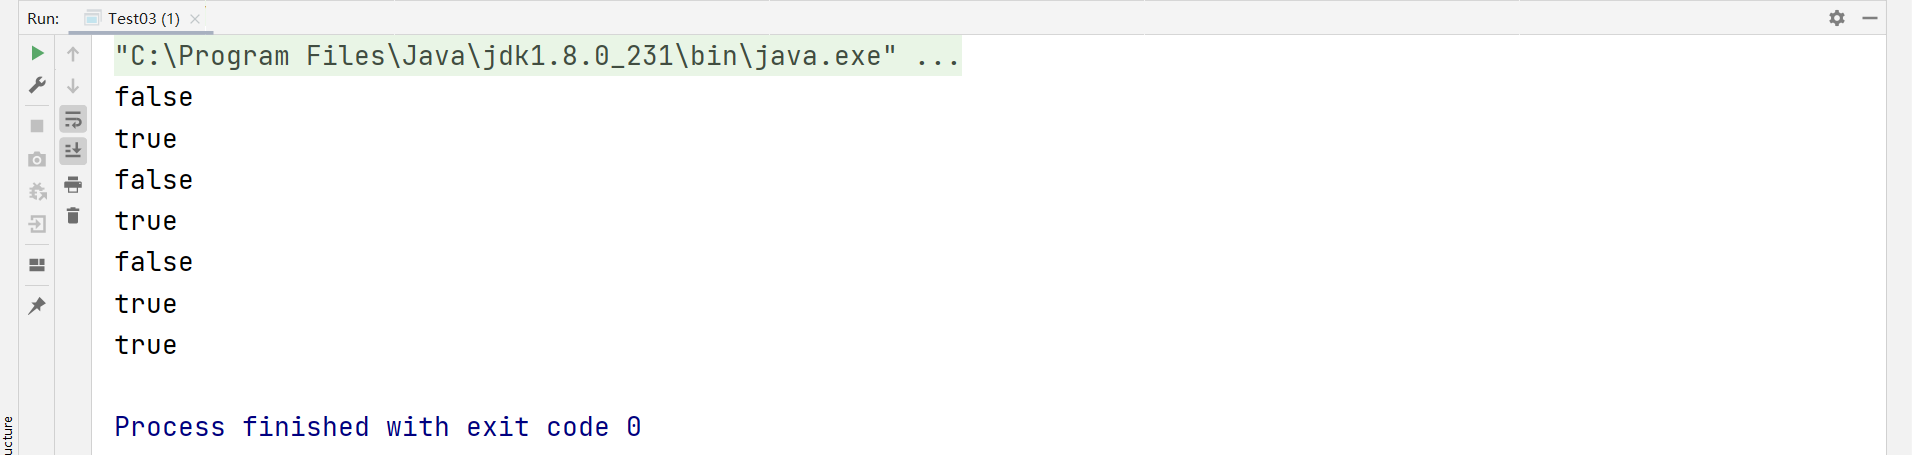 Run: Test03 (1)
"C:\Program Files\Java\jdk1.8.0_231\bin\java.exe" ...
false
true
false
true
false
true
true
Process finished with exit code 0
ucture